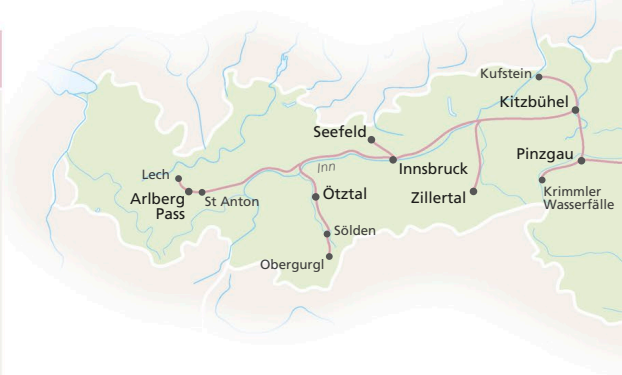 Kufstein
Kitzbühel
Seefeld
Pinzgau
Inn
Innsbruck
Lech
Arlberg
Pass
St Anton
Ötztal
Zillertal
Krimmler
Wasserfälle
Sölden
Obergurgl